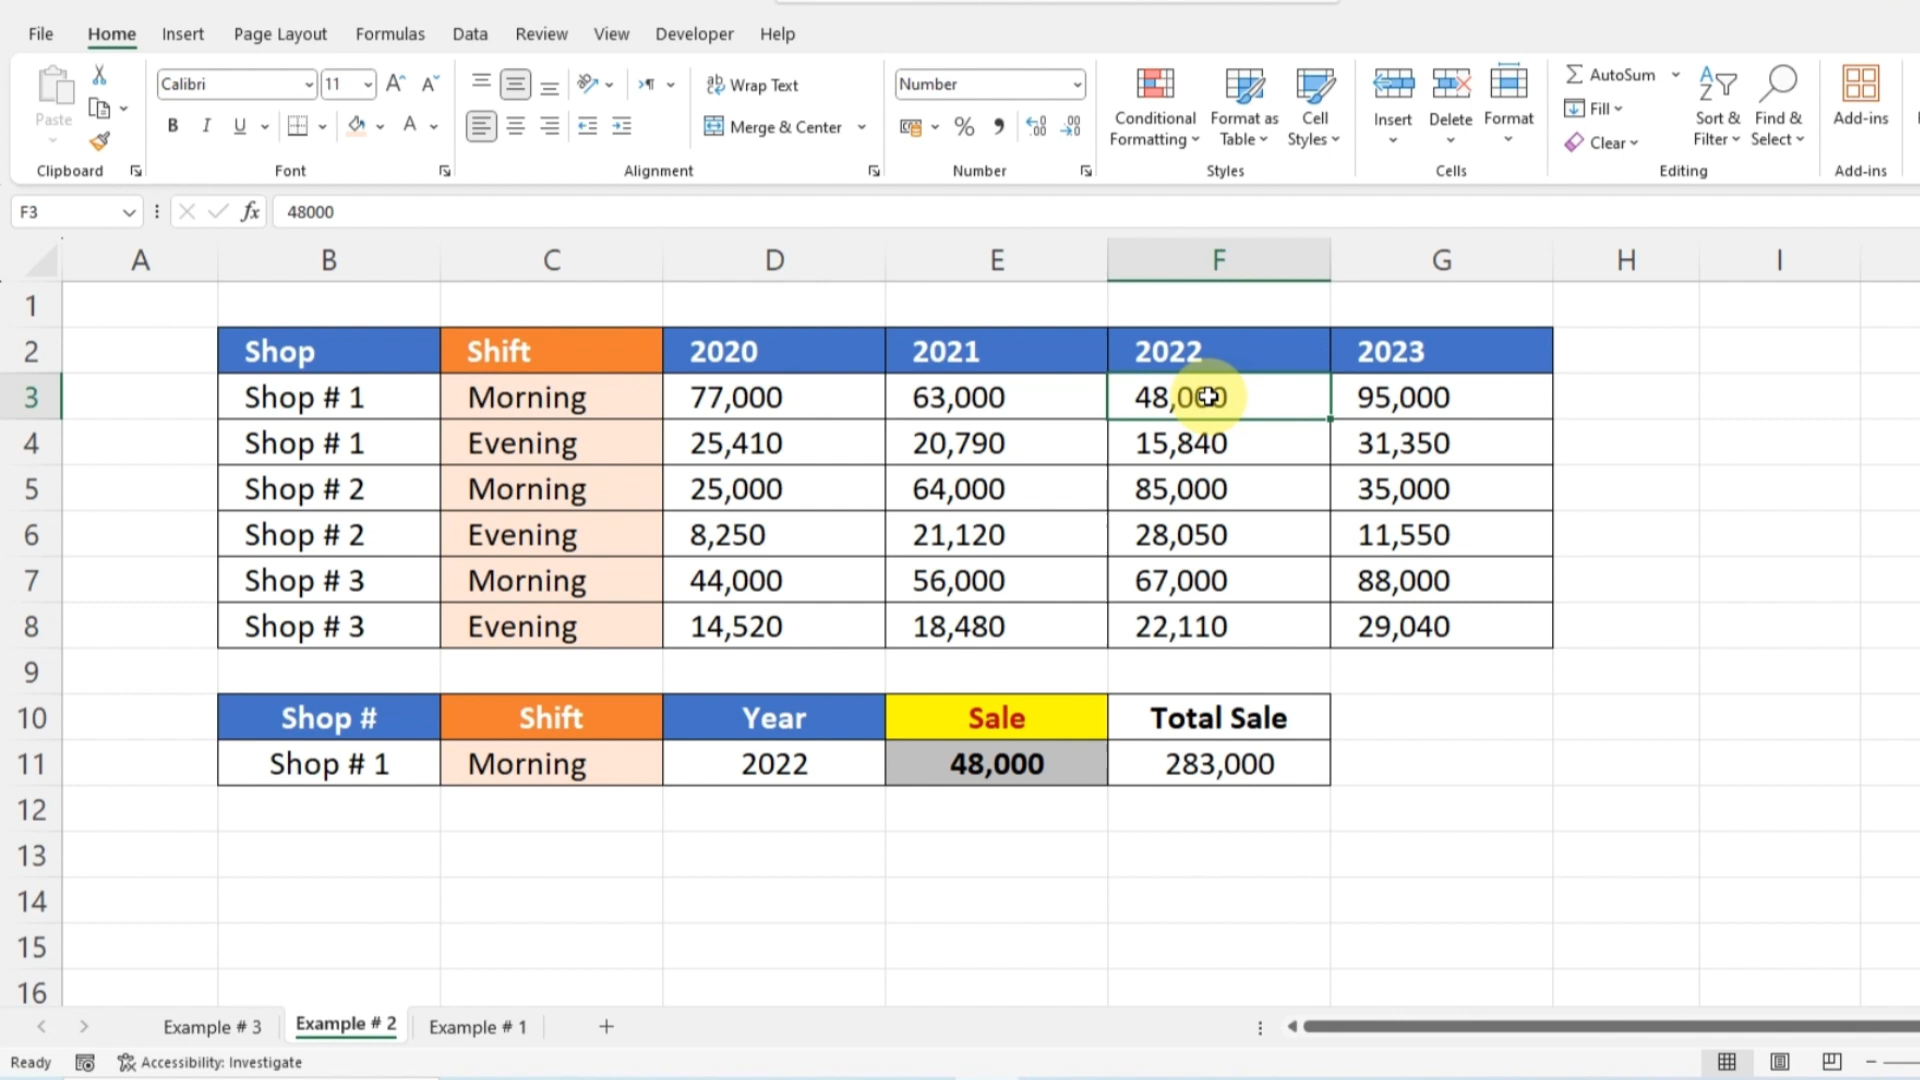 File Home Insert Page Layout Formulas Data Review View Developer Help
Paste
Clipboard
Calibri 11
B I U A
Font
ab Wrap Text
Merge & Center
Alignment
Number
%
Number
Conditional Formatting
Format as Table
Cell Styles
Styles
Insert
Delete
Format
Cells
AutoSum
Fill
Clear
Sort & Filter
Find & Select
Editing
Add-ins
Add-ins
F3 fx 48000
A B C D E F G H I
1
2 Shop Shift 2020 2021 2022 2023
3 Shop # 1 Morning 77,000 63,000 48,000 95,000
4 Shop # 1 Evening 25,410 20,790 15,840 31,350
5 Shop # 2 Morning 25,000 64,000 85,000 35,000
6 Shop # 2 Evening 8,250 21,120 28,050 11,550
7 Shop # 3 Morning 44,000 56,000 67,000 88,000
8 Shop # 3 Evening 14,520 18,480 22,110 29,040
9
10 Shop # Shift Year Sale Total Sale
11 Shop # 1 Morning 2022 48,000 283,000
12
13
14
15
16
Example # 3 Example # 2 Example # 1
Ready Accessibility: Investigate